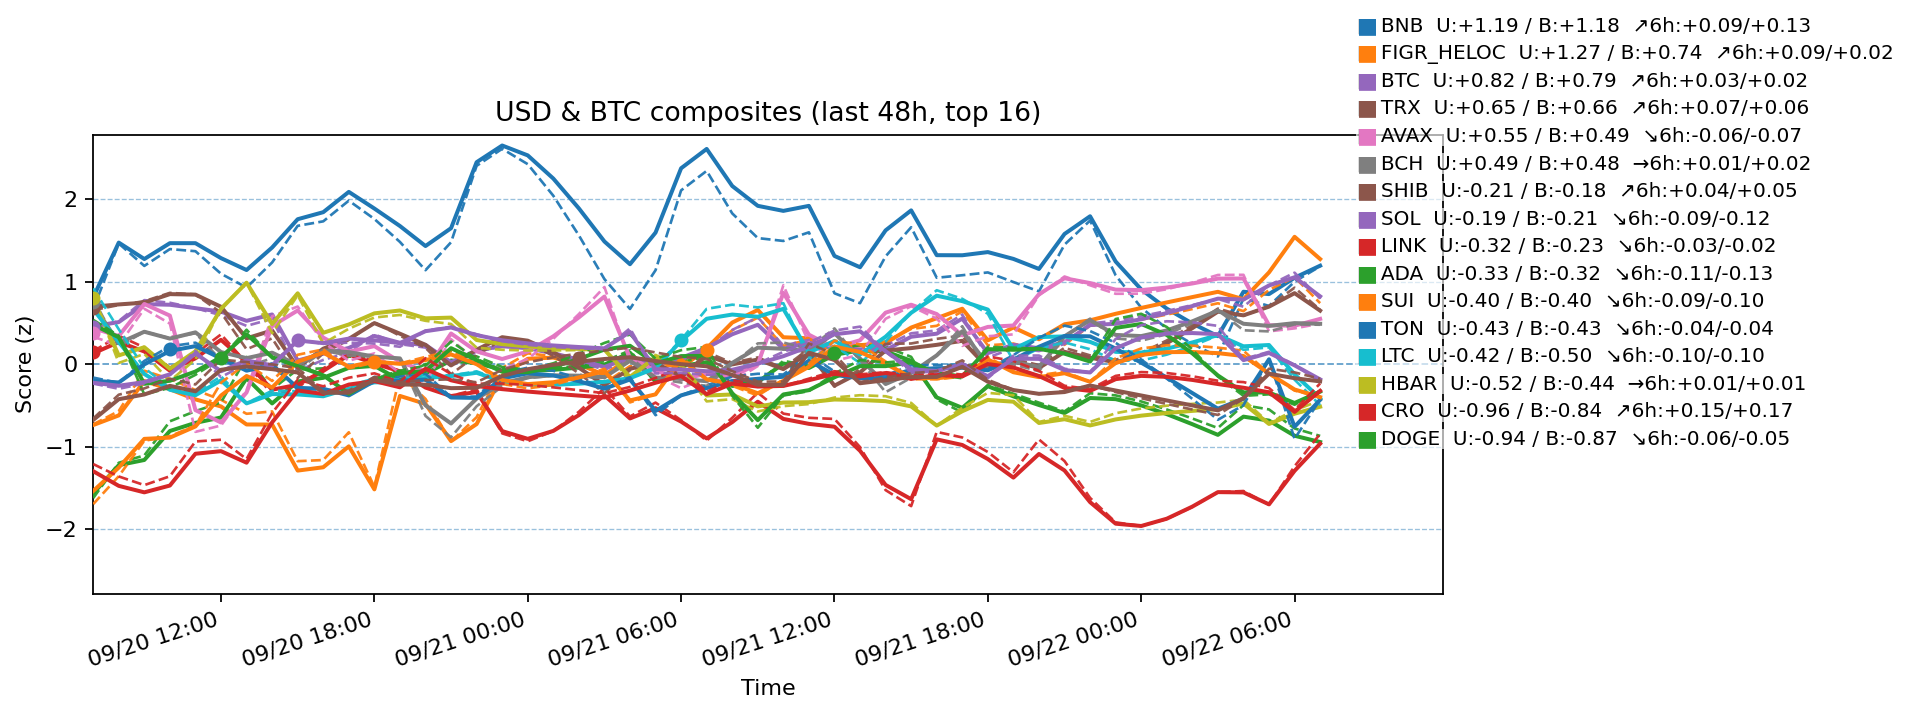 BNB  U:+1.19 / B:+1.18  ↗6h:+0.09/+0.13
FIGR_HELOC  U:+1.27 / B:+0.74  ↗6h:+0.09/+0.02
BTC  U:+0.82 / B:+0.79  ↗6h:+0.03/+0.02
TRX  U:+0.65 / B:+0.66  ↗6h:+0.07/+0.06
AVAX  U:+0.55 / B:+0.49  ↘6h:-0.06/-0.07
BCH  U:+0.49 / B:+0.48  →6h:+0.01/+0.02
SHIB  U:-0.21 / B:-0.18  ↗6h:+0.04/+0.05
SOL  U:-0.19 / B:-0.21  ↘6h:-0.09/-0.12
LINK  U:-0.32 / B:-0.23  ↘6h:-0.03/-0.02
ADA  U:-0.33 / B:-0.32  ↘6h:-0.11/-0.13
SUI  U:-0.40 / B:-0.40  ↘6h:-0.09/-0.10
TON  U:-0.43 / B:-0.43  ↘6h:-0.04/-0.04
LTC  U:-0.42 / B:-0.50  ↘6h:-0.10/-0.10
HBAR  U:-0.52 / B:-0.44  →6h:+0.01/+0.01
CRO  U:-0.96 / B:-0.84  ↗6h:+0.15/+0.17
DOGE  U:-0.94 / B:-0.87  ↘6h:-0.06/-0.05
USD & BTC composites (last 48h, top 16)
Score (z)
2
1
0
−1
−2
09/20 12:00
09/20 18:00
09/21 00:00
09/21 06:00
09/21 12:00
09/21 18:00
09/22 00:00
09/22 06:00
Time